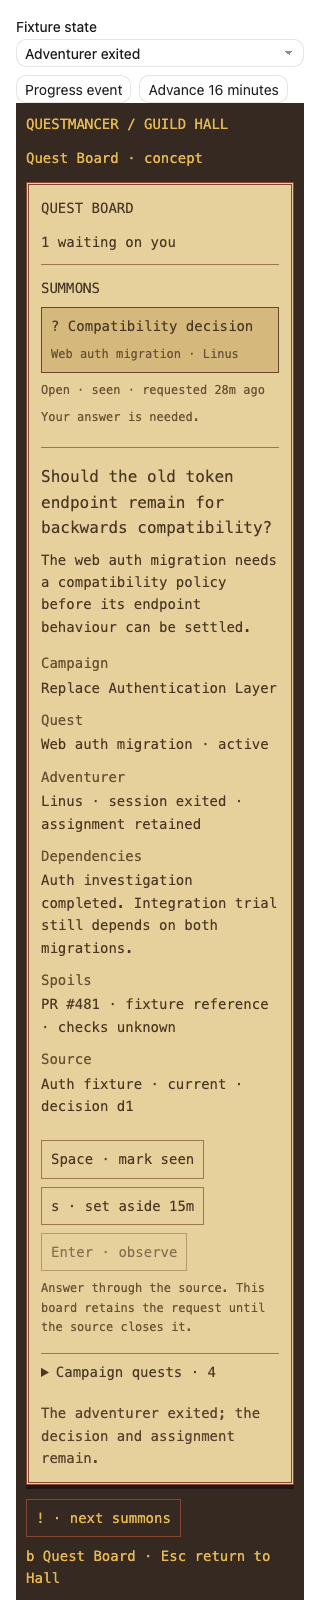 Fixture state
Adventurer exited
Progress event
Advance 16 minutes
QUESTMANCER / GUILD HALL
Quest Board · concept
QUEST BOARD
1 waiting on you
SUMMONS
? Compatibility decision
Web auth migration · Linus
Open · seen · requested 28m ago
Your answer is needed.
Should the old token
endpoint remain for
backwards compatibility?
The web auth migration needs
a compatibility policy
before its endpoint
behaviour can be settled.
Campaign
Replace Authentication Layer
Quest
Web auth migration · active
Adventurer
Linus · session exited ·
assignment retained
Dependencies
Auth investigation
completed. Integration trial
still depends on both
migrations.
Spoils
PR #481 · fixture reference
· checks unknown
Source
Auth fixture · current ·
decision d1
Space · mark seen
s · set aside 15m
Enter · observe
Answer through the source. This
board retains the request until
the source closes it.
▶ Campaign quests · 4
The adventurer exited; the
decision and assignment
remain.
! · next summons
b Quest Board · Esc return to
Hall